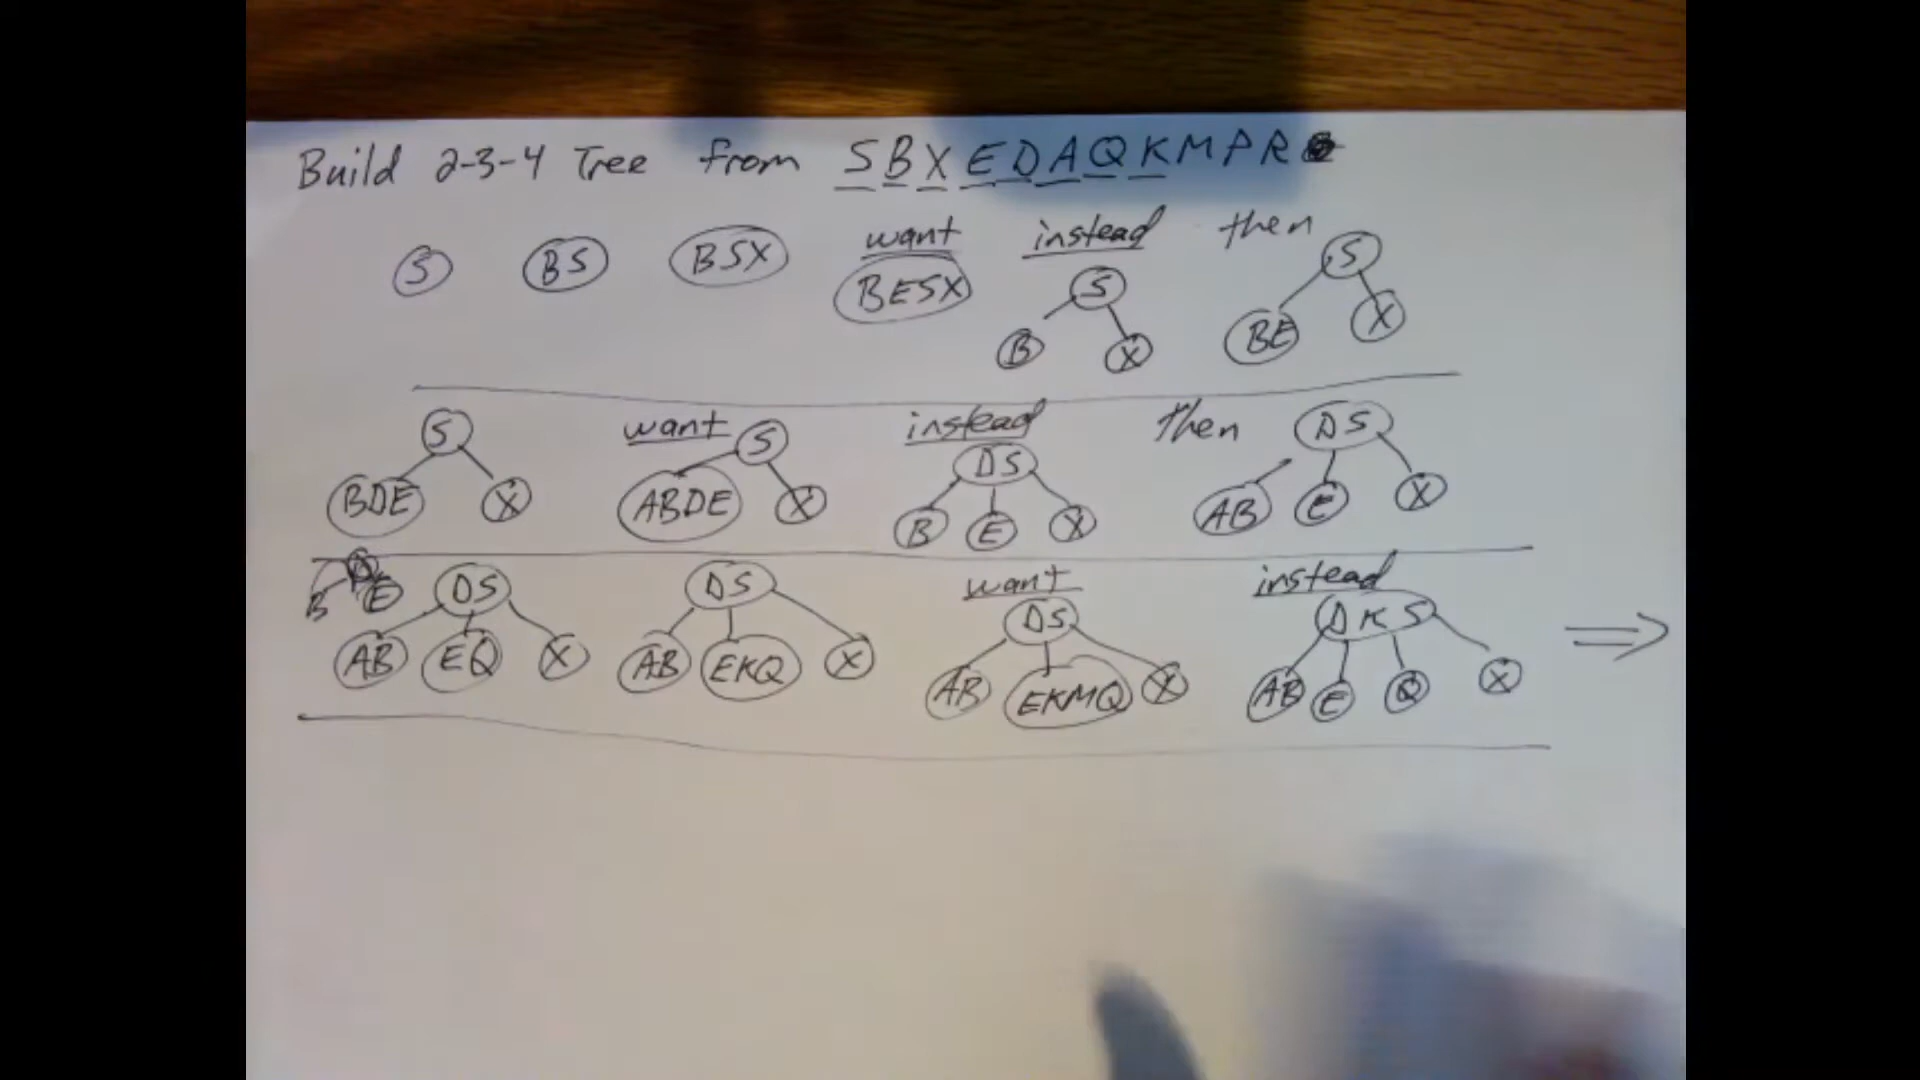 Build 2-3-4 Tree from SBXEDAQKMPR
want instead then
S BS BSX BESX S S
B X BE X
want instead then
S S DS DS
BDE X ABDE X B E X AB E X
want instead
B D E DS DS DS DKS
AB EQ X AB EKQ X AB EKMQ X AB E Q X